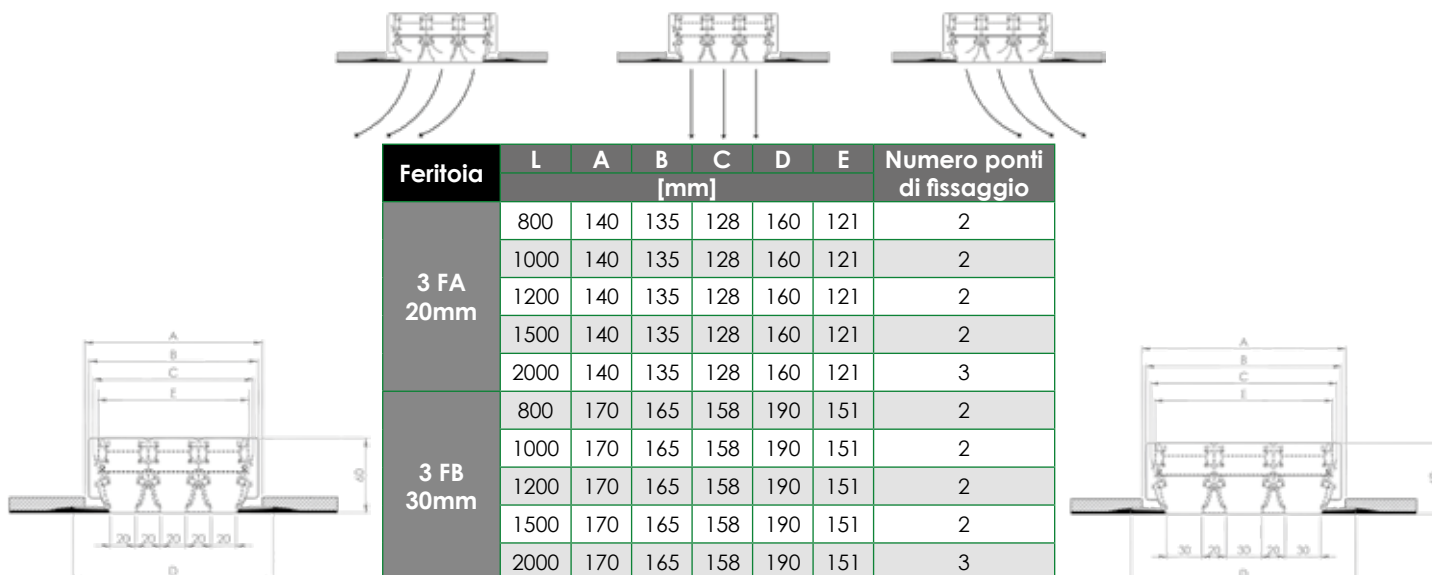 Feritoia L A B C D E Numero ponti di fissaggio
[mm]
3 FA 20mm
800 140 135 128 160 121 2
1000 140 135 128 160 121 2
1200 140 135 128 160 121 2
1500 140 135 128 160 121 2
2000 140 135 128 160 121 3
3 FB 30mm
800 170 165 158 190 151 2
1000 170 165 158 190 151 2
1200 170 165 158 190 151 2
1500 170 165 158 190 151 2
2000 170 165 158 190 151 3
A
B
C
E
60
20 20 20 20 20
D
A
B
C
E
30 20 30 20 30
D